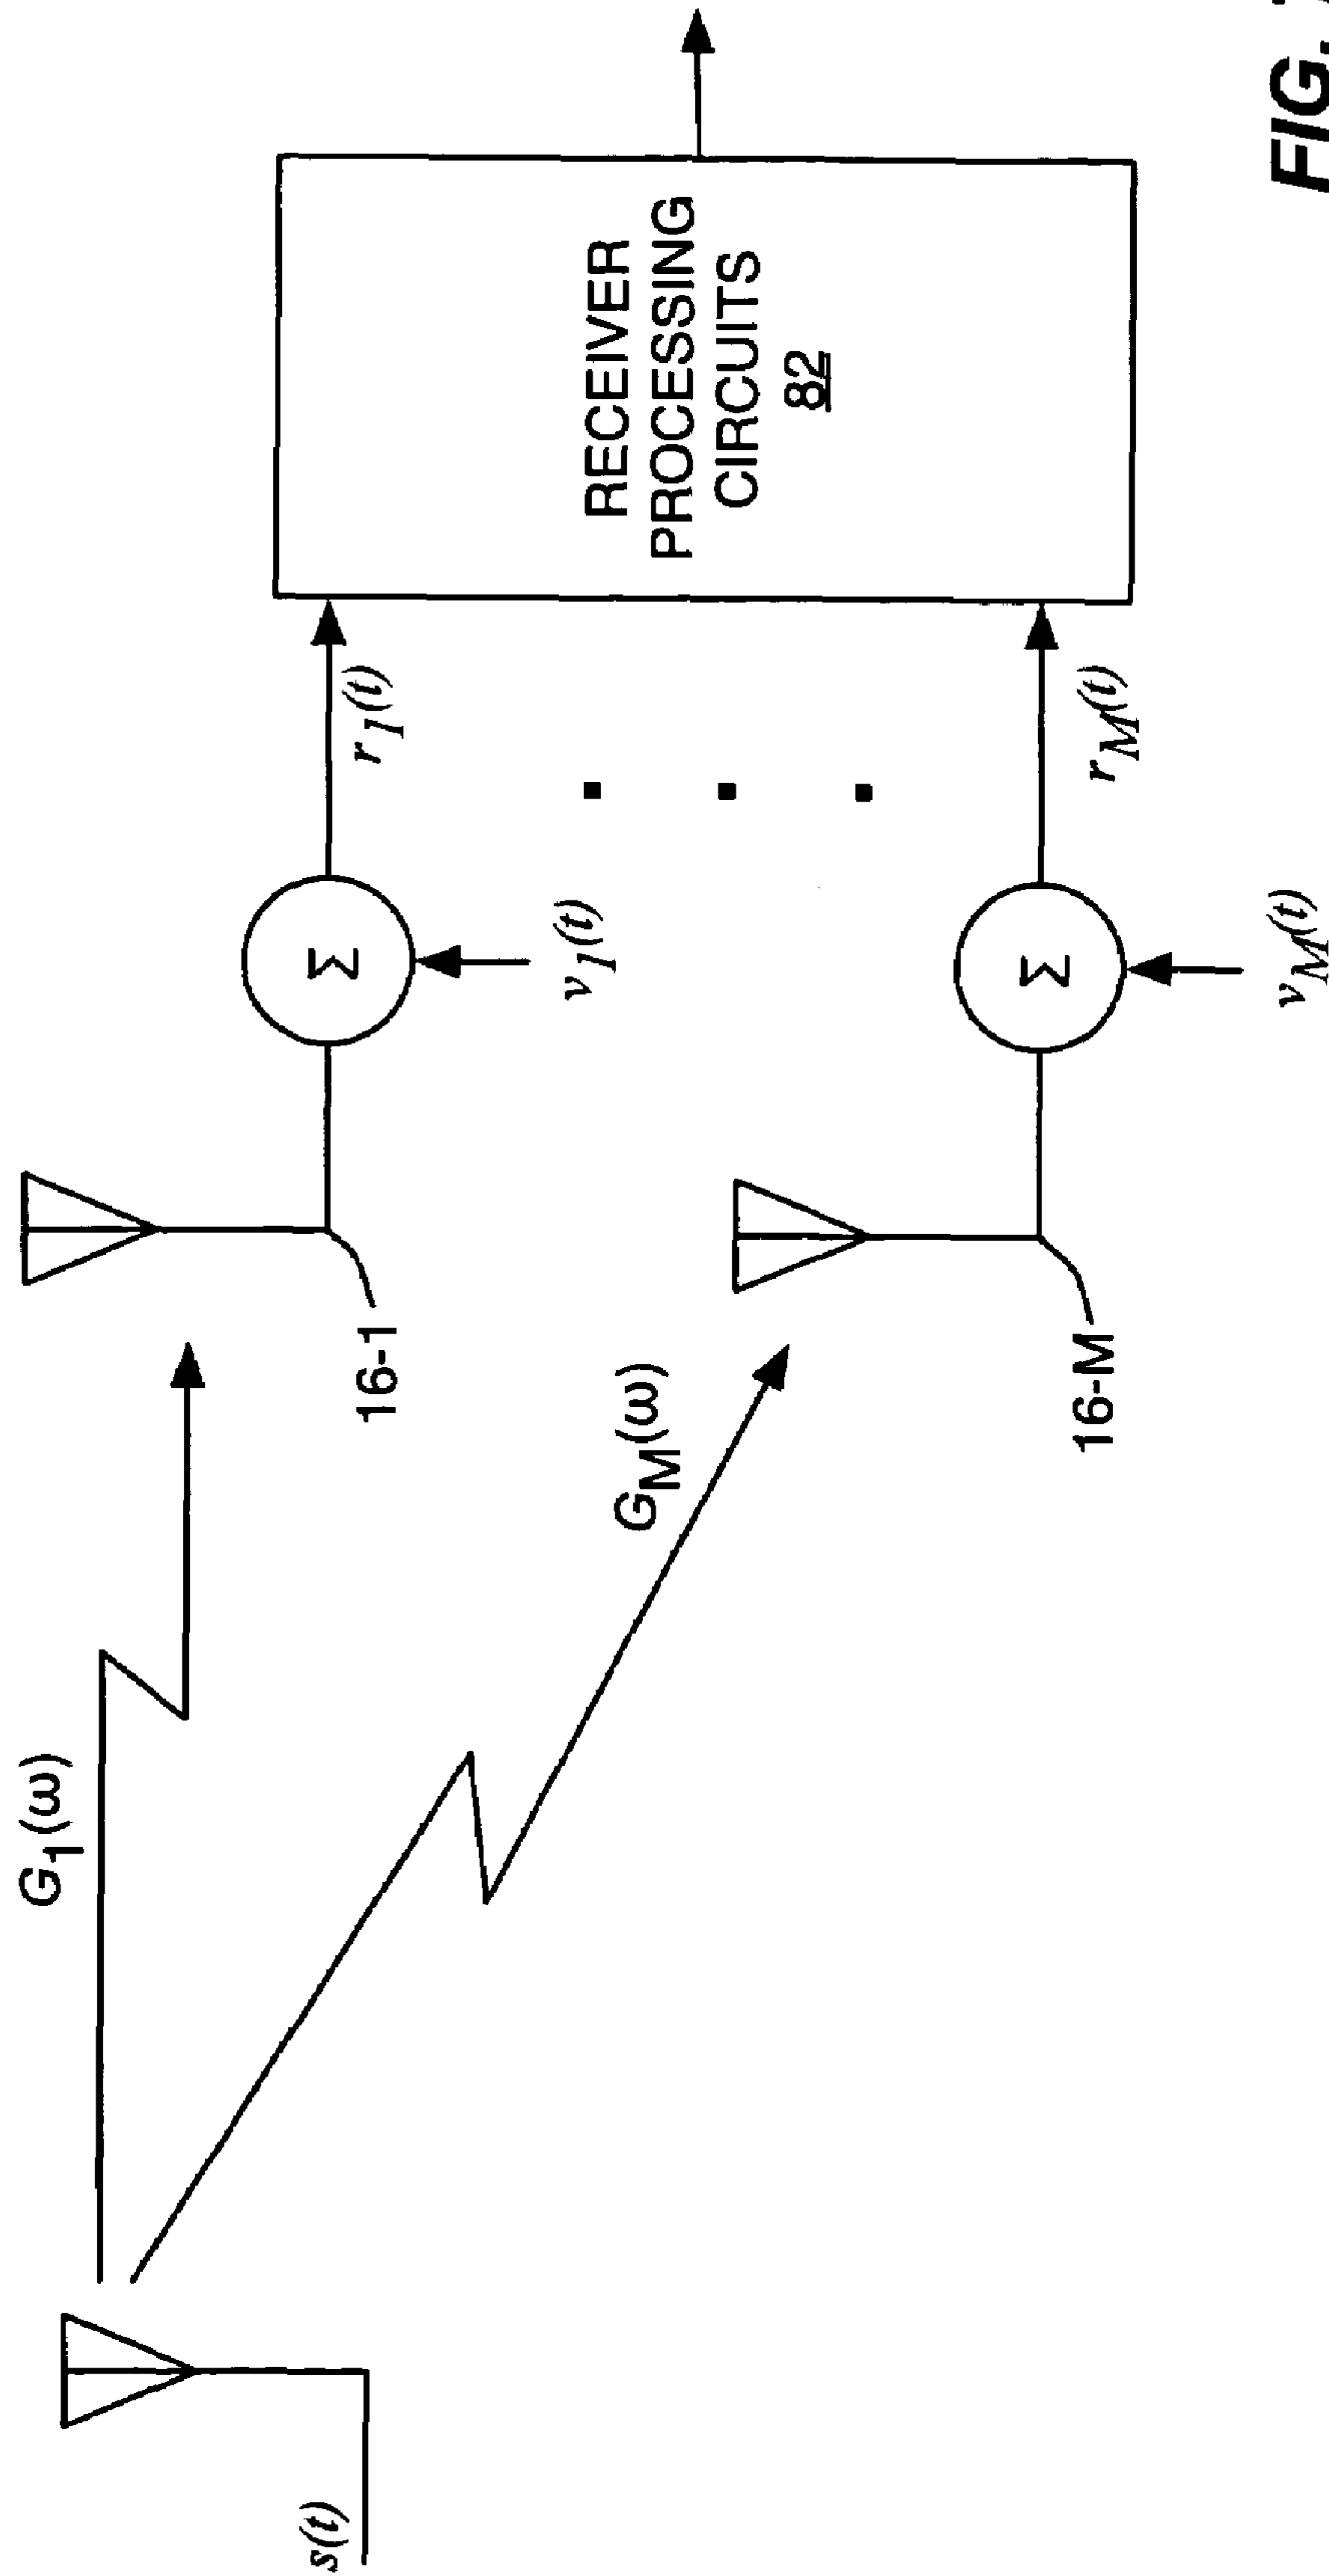 s(t)
G1(ω)
GM(ω)
16-1
16-M
Σ
v1(t)
r1(t)
Σ
vM(t)
rM(t)
RECEIVER
PROCESSING
CIRCUITS
82
FIG.